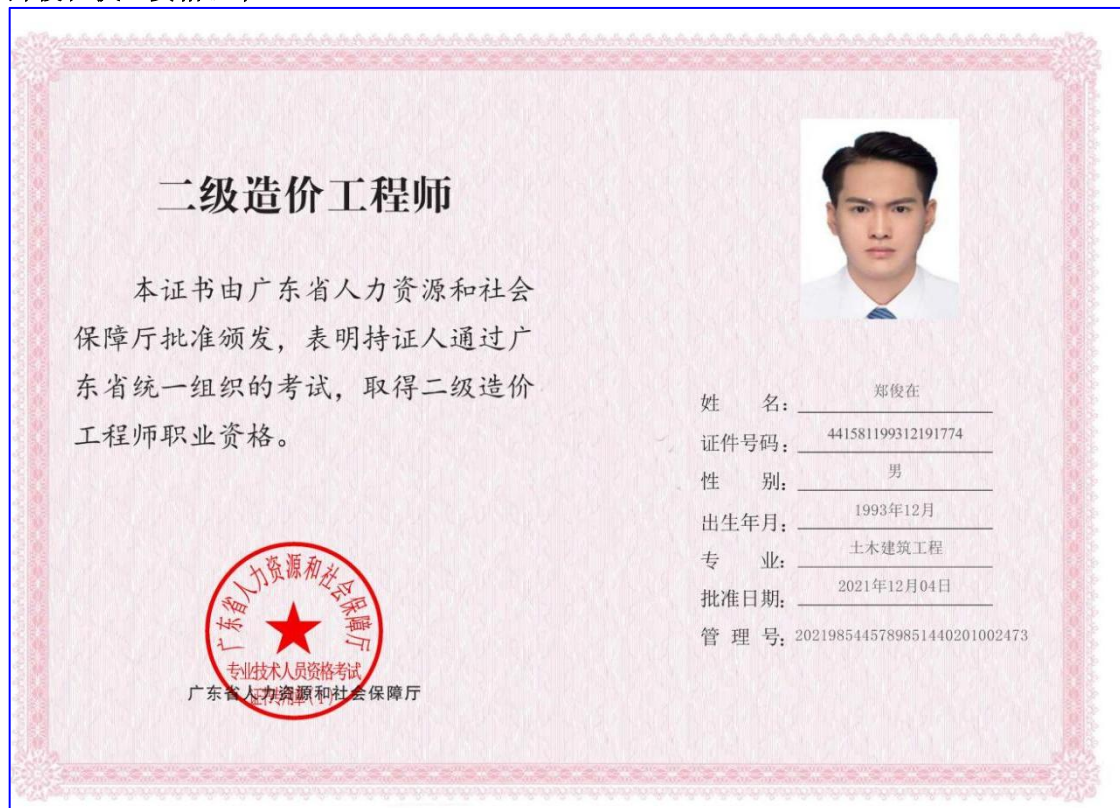 二级造价工程师
本证书由广东省人力资源和社会
保障厅批准颁发，表明持证人通过广
东省统一组织的考试，取得二级造价
工程师职业资格。
广东省人力资源和社会保障厅
专业技术人员资格考试
证书专用章(1)
广东省人力资源和社会保障厅
姓 名：郑俊在
证件号码：441581199312191774
性 别：男
出生年月：1993年12月
专 业：土木建筑工程
批准日期：2021年12月04日
管 理 号：2021985445789851440201002473